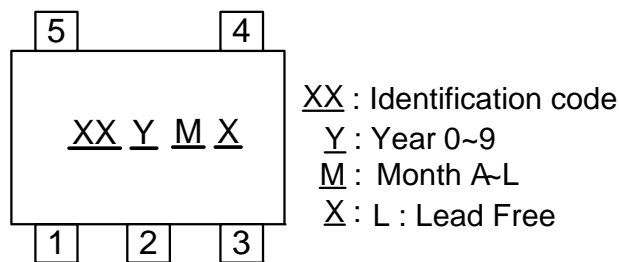 5 4
XX Y M X
1 2 3
XX : Identification code
Y : Year 0~9
M : Month A~L
X : L : Lead Free